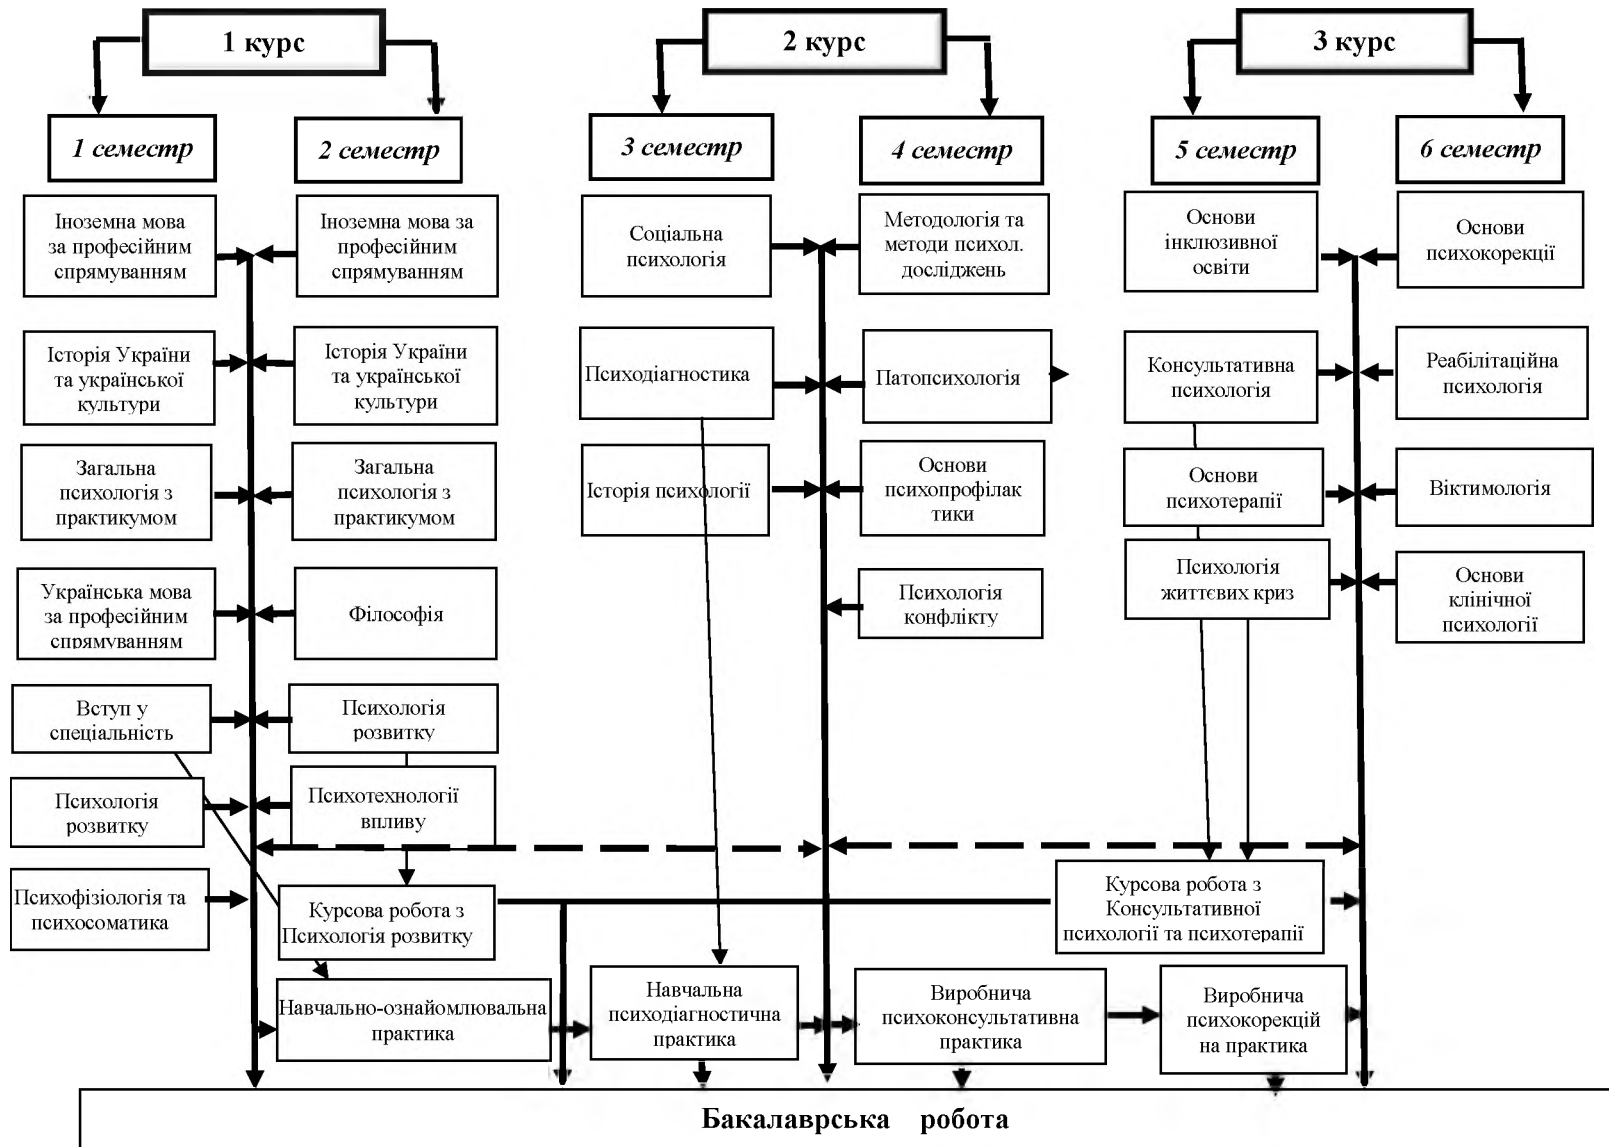 1 курс
2 курс
3 курс
1 семестр
2 семестр
3 семестр
4 семестр
5 семестр
6 семестр
Іноземна мова
за професійним
спрямуванням
Іноземна мова за
професійним
спрямуванням
Соціальна
психологія
Методологія та
методи психол.
досліджень
Основи
інклюзивної
освіти
Основи
психокорекції
Історія України
та української
культури
Історія України
та української
культури
Психодіагностика
Патопсихологія
Консультативна
психологія
Реабілітаційна
психологія
Загальна
психологія з
практикумом
Загальна
психологія з
практикумом
Історія психології
Основи
психопрофілак
тики
Основи
психотерапії
Віктимологія
Українська мова
за професійним
спрямуванням
Філософія
Психологія
конфлікту
Психологія
життєвих криз
Основи
клінічної
психології
Вступ у
спеціальність
Психологія
розвитку
Психологія
розвитку
Психотехнології
впливу
Психофізіологія та
психосоматика
Курсова робота з
Психологія розвитку
Курсова робота з
Консультативної
психології та психотерапії
Навчально-ознайомлювальна
практика
Навчальна
психодіагностична
практика
Виробнича
психоконсультативна
практика
Виробнича
психокорекцій
на практика
Бакалаврська робота